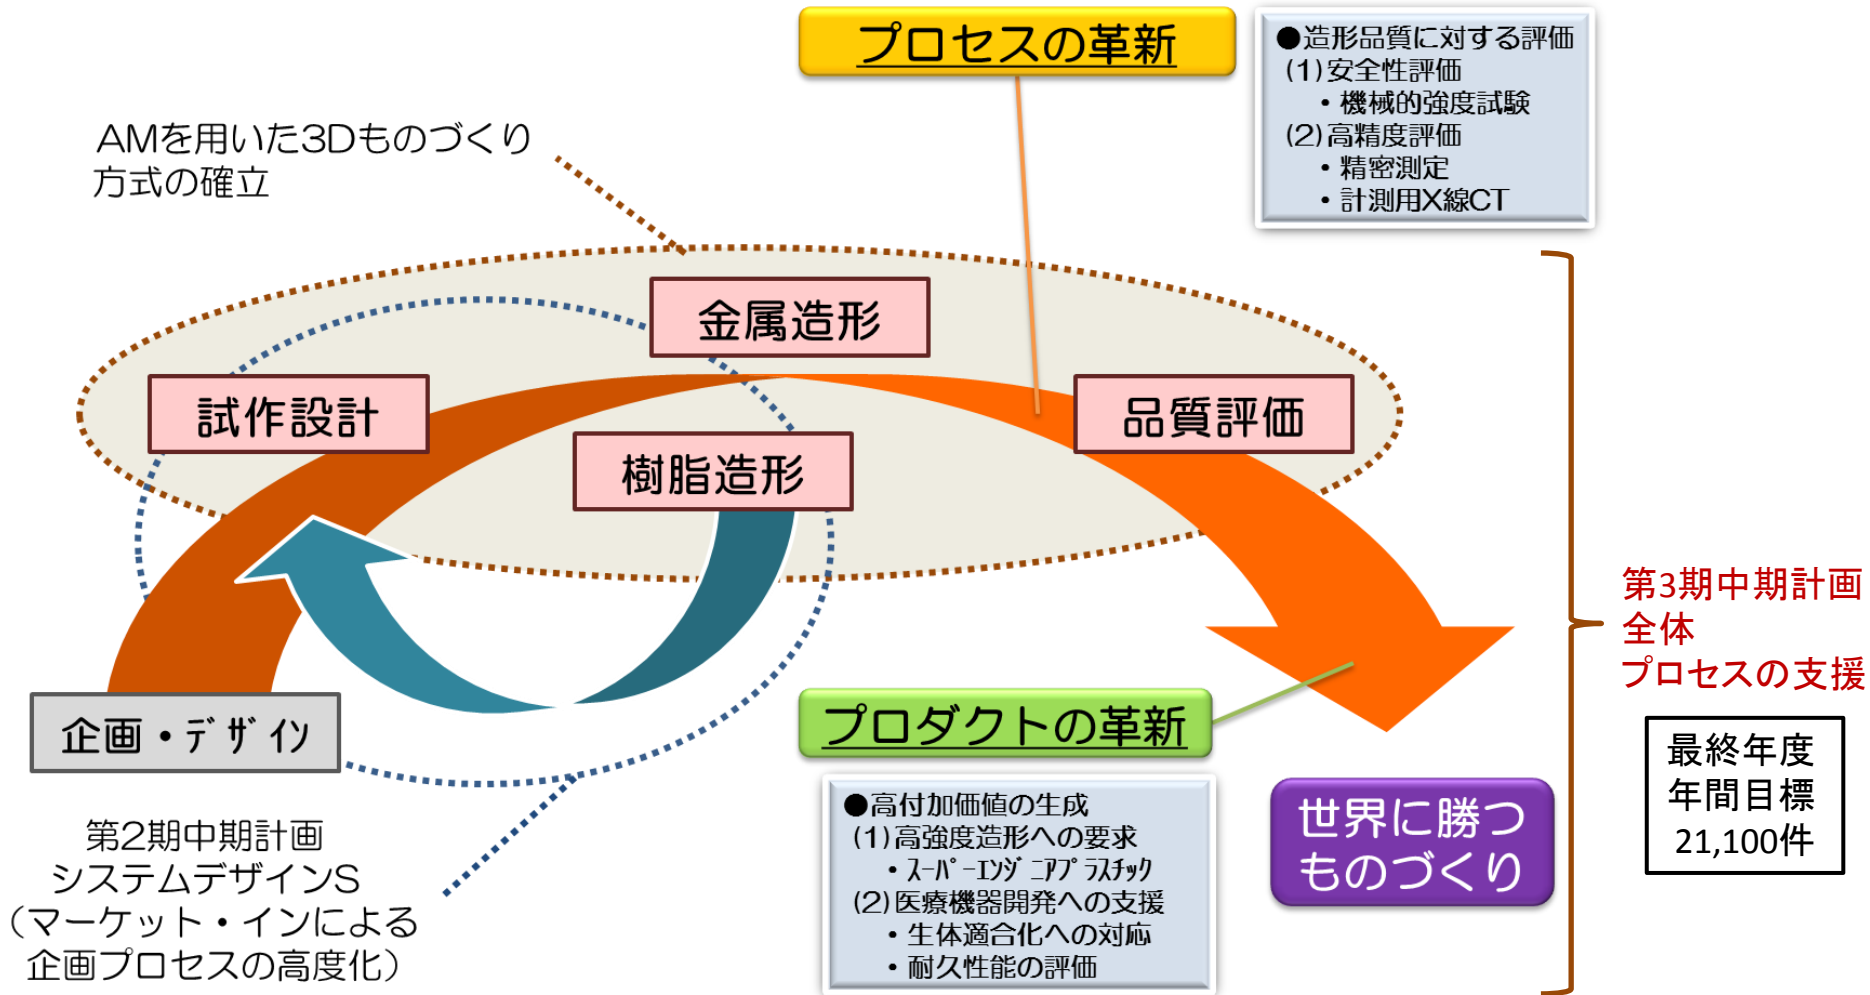 プロセスの革新
●造形品質に対する評価
(1)安全性評価
・機械的強度試験
(2)高精度評価
・精密測定
・計測用X線CT
AMを用いた3Dものづくり
方式の確立
金属造形
試作設計
品質評価
樹脂造形
企画・ﾃﾞｻﾞｲﾝ
第3期中期計画
全体
プロセスの支援
プロダクトの革新
●高付加価値の生成
(1)高強度造形への要求
・ｽｰﾊﾟｰｴﾝｼﾞﾆｱﾌﾟﾗｽﾁｯｸ
(2)医療機器開発への支援
・生体適合化への対応
・耐久性能の評価
世界に勝つ
ものづくり
最終年度
年間目標
21,100件
第2期中期計画
システムデザインS
（マーケット・インによる
企画プロセスの高度化）